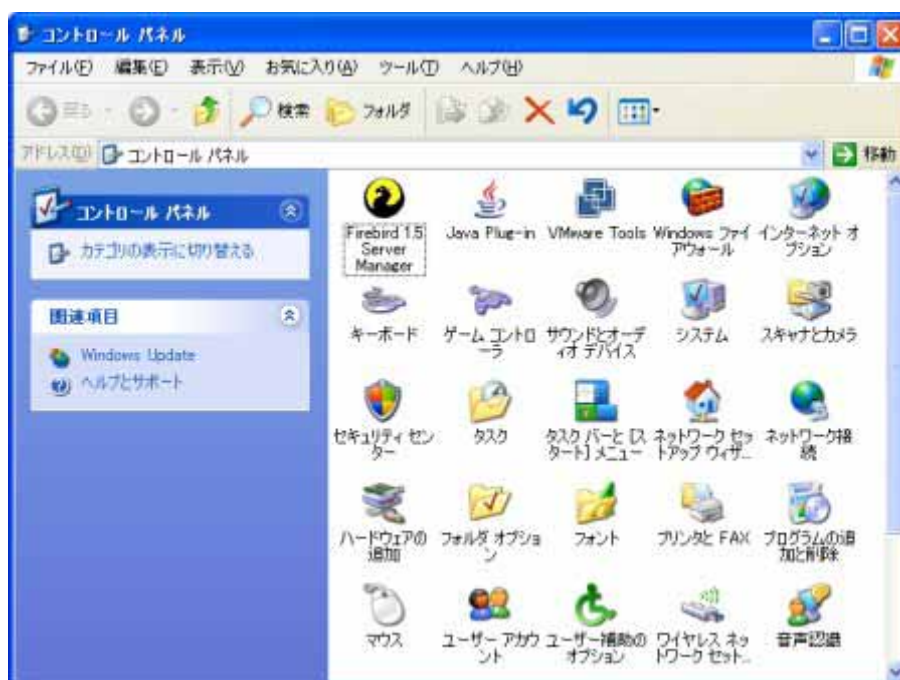 コントロール パネル
ファイル(F) 編集(E) 表示(V) お気に入り(A) ツール(T) ヘルプ(H)
戻る 検索 フォルダ
アドレス(D) コントロール パネル 移動
コントロール パネル
カテゴリの表示に切り替える
関連項目
Windows Update
ヘルプとサポート
Firebird 1.5
Server
Manager
Java Plug-in
VMware Tools
Windows ファイ
アウォール
インターネット オ
プション
キーボード
ゲーム コントロ
ーラ
サウンドとオーデ
ィオ デバイス
システム
スキャナとカメラ
セキュリティ セン
ター
タスク
タスク バーと [ス
タート] メニュー
ネットワーク セッ
トアップ ウィザ...
ネットワーク接
続
ハードウェアの
追加
フォルダ オプショ
ン
フォント
プリンタと FAX
プログラムの追
加と削除
マウス
ユーザー アカウ
ント
ユーザー補助の
オプション
ワイヤレス ネッ
トワーク セット...
音声認識